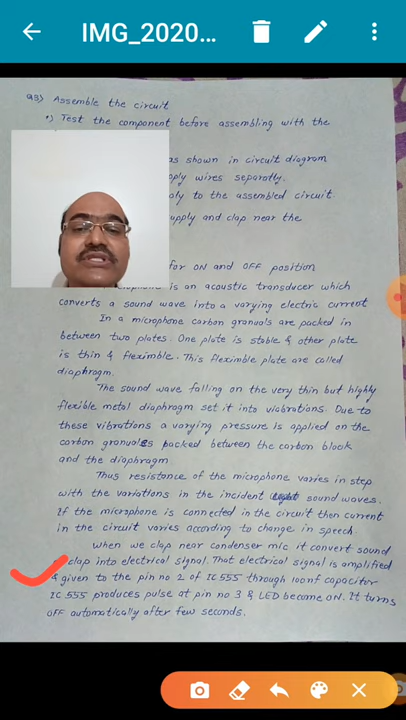 IMG_2020...
Q3) Assemble the circuit
1) Test the component before assembling with the
as shown in circuit diagram
pply wires separatly.
ply to the assembled circuit.
upply and clap near the
for ON and OFF position
is an acoustic transducer which
converts a sound wave into a varying electric current
In a microphone carbon granuals are packed in
between two plates. One plate is stable & other plate
is thin & fleximble. This fleximble plate are called
diaphragm.
The sound wave falling on the very thin but highly
flexible metal diaphragm set it into viabrations. Due to
these vibrations a varying pressure is applied on the
carbon granuals packed between the carbon block
and the diaphragm
Thus resistance of the microphone varies in step
with the variations in the incident sound waves.
If the microphone is connected in the circuit then current
in the circuit varies according to change in speech.
When we clap near condenser mic it convert sound
clap into electrical signal. That electrical signal is amplified
& given to the pin no 2 of IC 555 through 100nf capacitor
IC 555 produces pulse at pin no 3 & LED become ON. It turns
OFF automatically after few seconds.